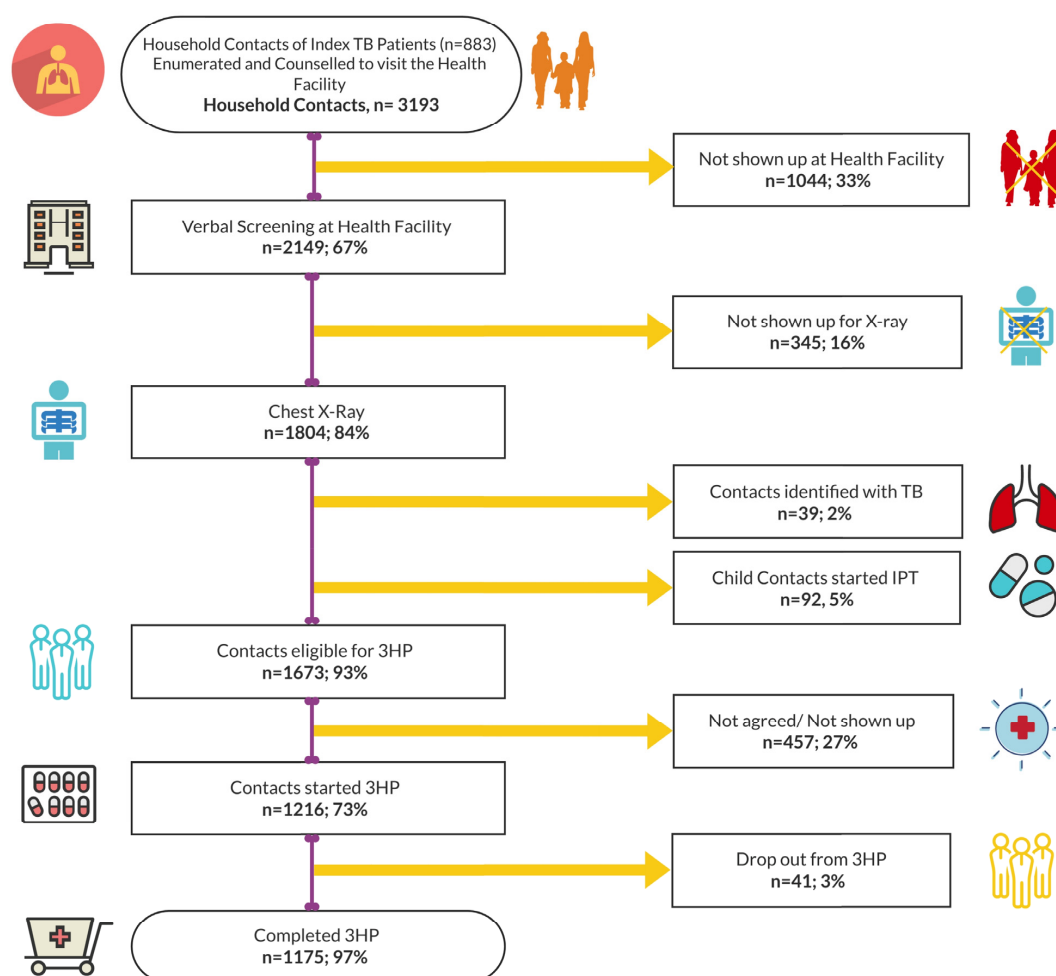 Household Contacts of Index TB Patients (n=883)
Enumerated and Counselled to visit the Health
Facility
Household Contacts, n= 3193
Not shown up at Health Facility
n=1044; 33%
Verbal Screening at Health Facility
n=2149; 67%
Not shown up for X-ray
n=345; 16%
Chest X-Ray
n=1804; 84%
Contacts identified with TB
n=39; 2%
Child Contacts started IPT
n=92, 5%
Contacts eligible for 3HP
n=1673; 93%
Not agreed/ Not shown up
n=457; 27%
Contacts started 3HP
n=1216; 73%
Drop out from 3HP
n=41; 3%
Completed 3HP
n=1175; 97%